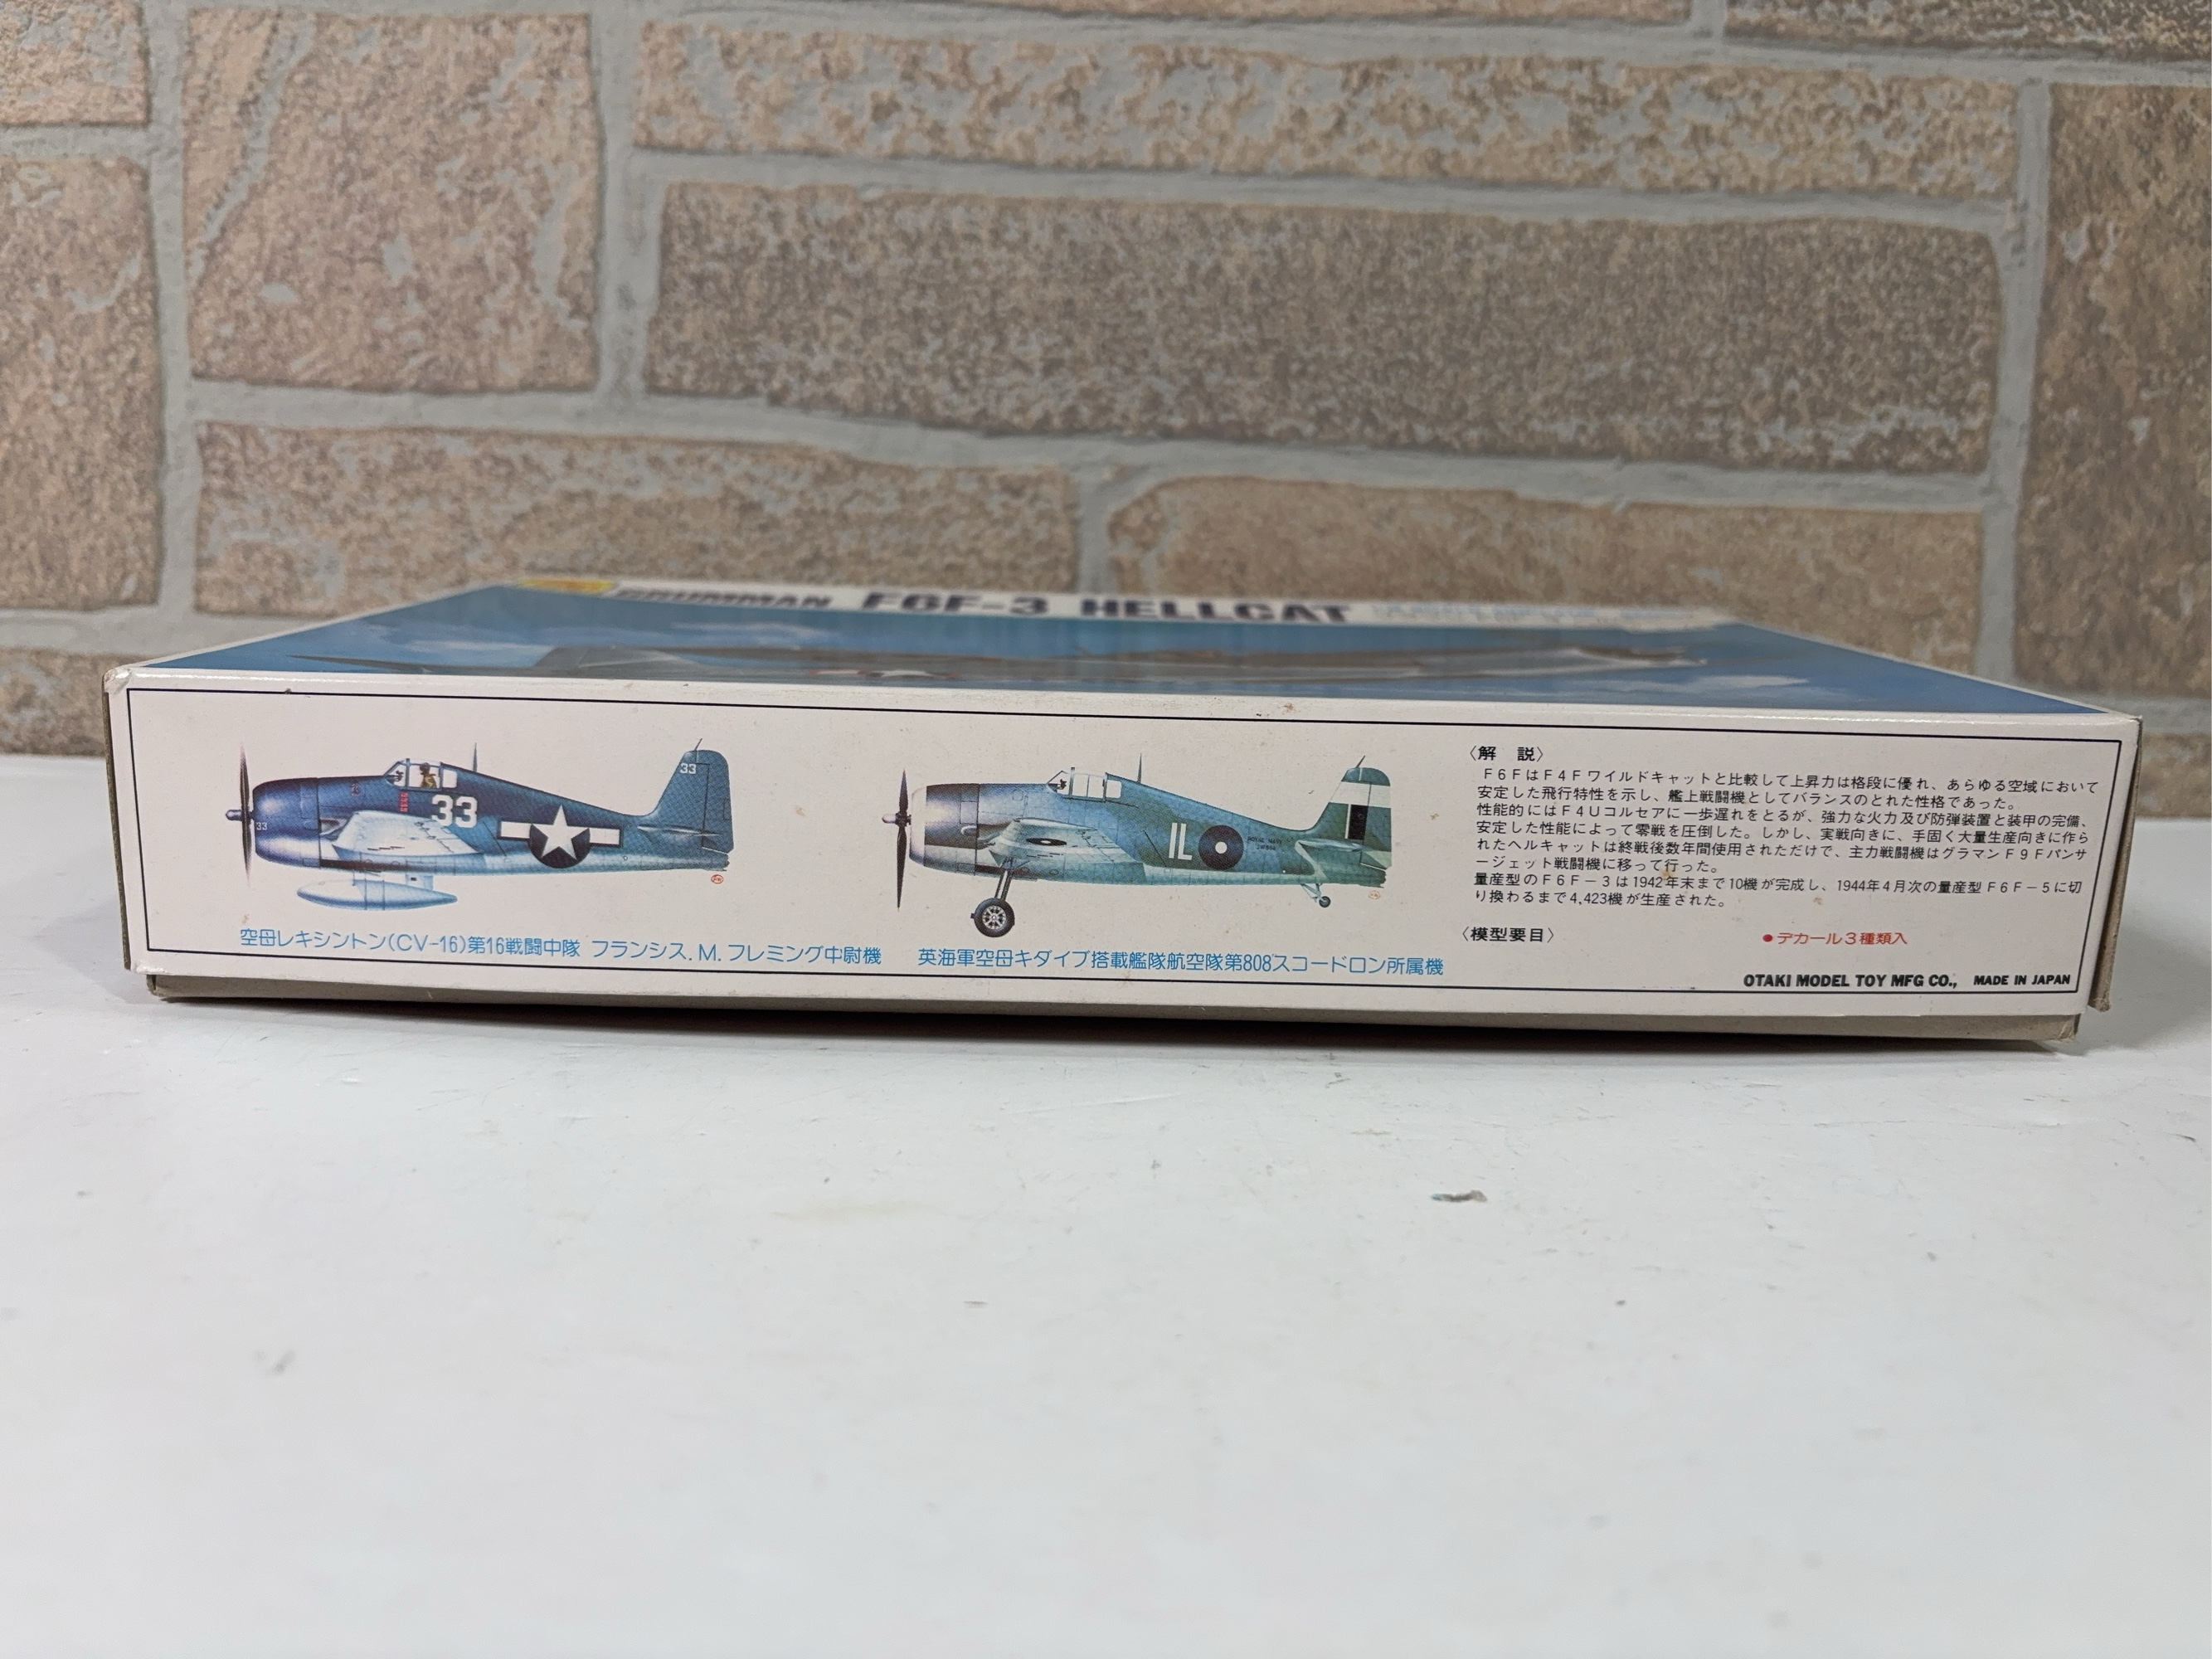 GRUMMAN F6F-3 HELLCAT
33
33
33
IL
空母レキシントン(CV-16)第16戦闘中隊 フランシス.M.フレミング中尉機
英海軍空母キダイブ搭載艦隊航空隊第808スコードロン所属機
〈解 説〉
F6FはF4Fワイルドキャットと比較して上昇力は格段に優れ、あらゆる空域において
安定した飛行特性を示し、艦上戦闘機としてバランスのとれた性格であった。
性能的にはF4Uコルセアに一歩遅れをとるが、強力な火力及び防弾装置と装甲の完備、
安定した性能によって零戦を圧倒した。しかし、実戦向きに、手固く大量生産向きに作ら
れたヘルキャットは終戦後数年間使用されただけで、主力戦闘機はグラマンF9Fパンサ
ージェット戦闘機に移って行った。
量産型のF6F-3は1942年末まで10機が完成し、1944年4月次の量産型F6F-5に切
り換わるまで4,423機が生産された。
〈模型要目〉
●デカール3種類入
OTAKI MODEL TOY MFG CO., MADE IN JAPAN